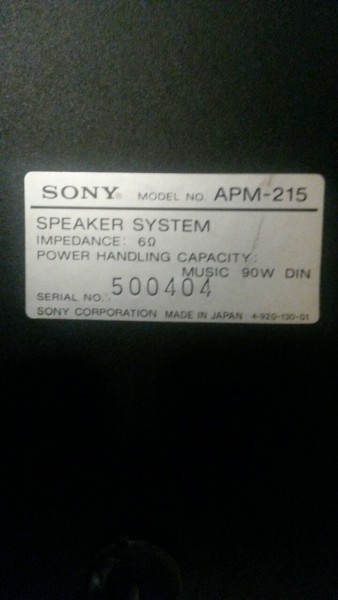 SONY® MODEL NO. APM-215
SPEAKER SYSTEM
IMPEDANCE: 6Ω
POWER HANDLING CAPACITY:
MUSIC 90W DIN
SERIAL NO. 500404
SONY CORPORATION MADE IN JAPAN 4-920-130-01